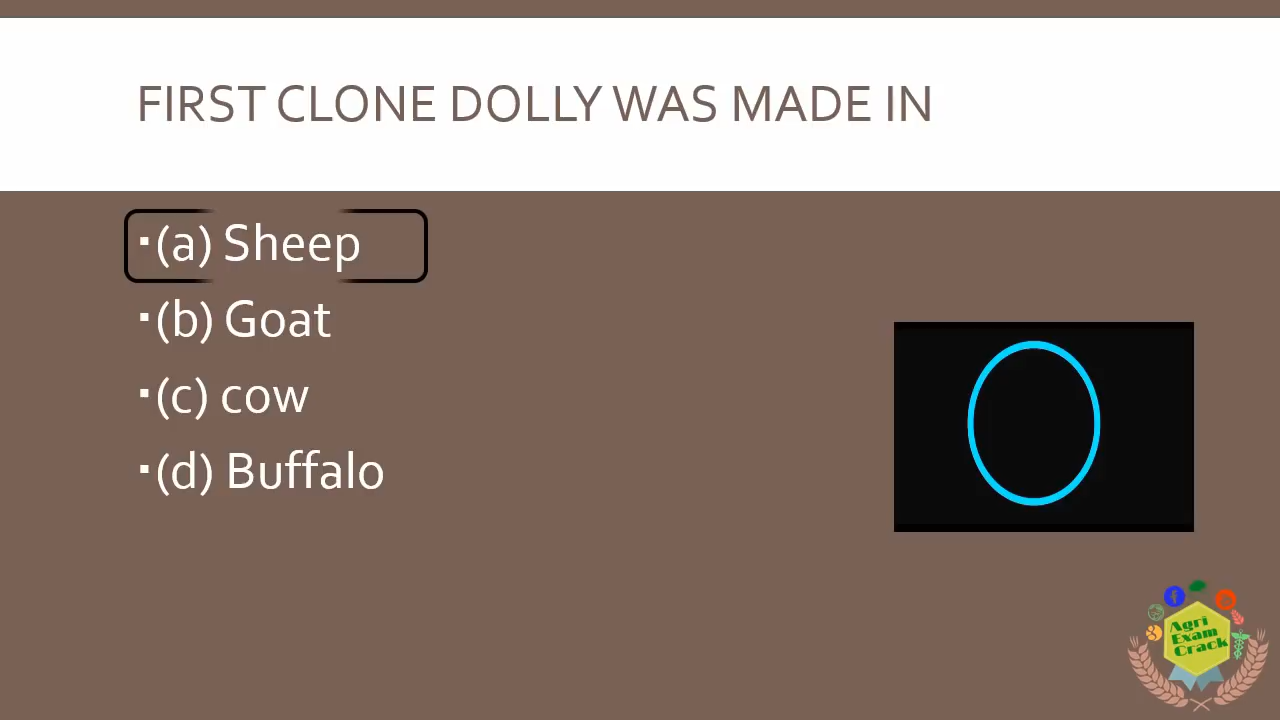 FIRST CLONE DOLLY WAS MADE IN
▪(a) Sheep
▪(b) Goat
▪(c) cow
▪(d) Buffalo
Agri
Exam
Crack